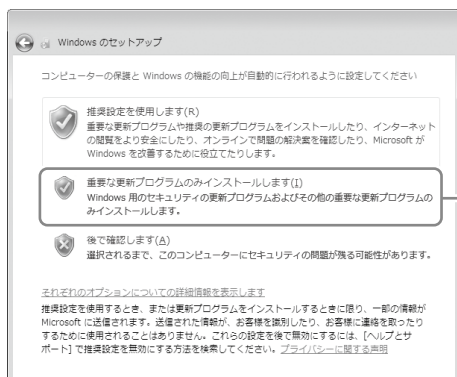 Windows のセットアップ
コンピューターの保護と Windows の機能の向上が自動的に行われるように設定してください
推奨設定を使用します(R)
重要な更新プログラムや推奨の更新プログラムをインストールしたり、インターネット
の閲覧をより安全にしたり、オンラインで問題の解決案を確認したり、Microsoft が
Windows を改善するために役立てたりします。
重要な更新プログラムのみインストールします(I)
Windows 用のセキュリティの更新プログラムおよびその他の重要な更新プログラムの
みインストールします。
後で確認します(A)
選択されるまで、このコンピューターにセキュリティの問題が残る可能性があります。
それぞれのオプションについての詳細情報を表示します
推奨設定を使用するとき、または更新プログラムをインストールするときに限り、一部の情報が
Microsoft に送信されます。送信された情報が、お客様を識別したり、お客様に連絡を取ったり
するために使用されることはありません。これらの設定を後で無効にするには、[ヘルプとサ
ポート] で推奨設定を無効にする方法を検索してください。プライバシーに関する声明